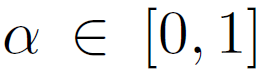 α ∈ [0, 1]